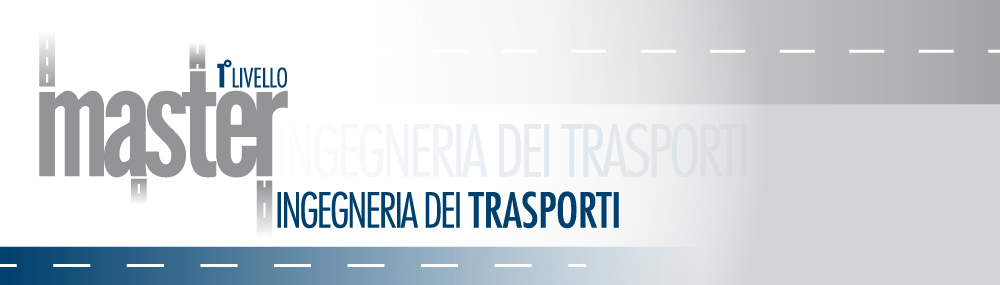 1° LIVELLO
master
INGEGNERIA DEI TRASPORTI
INGEGNERIA DEI TRASPORTI